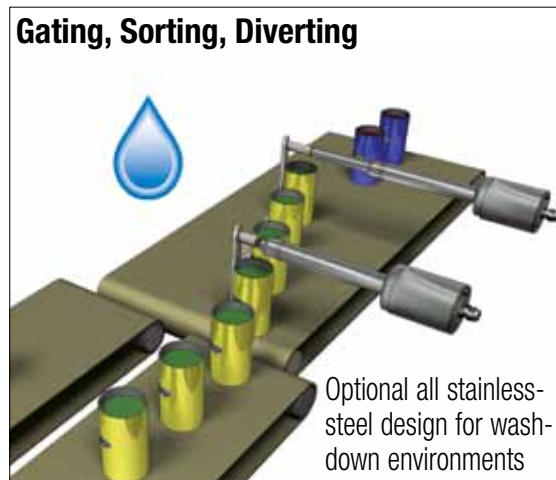 Gating, Sorting, Diverting
Optional all stainless-
steel design for wash-
down environments